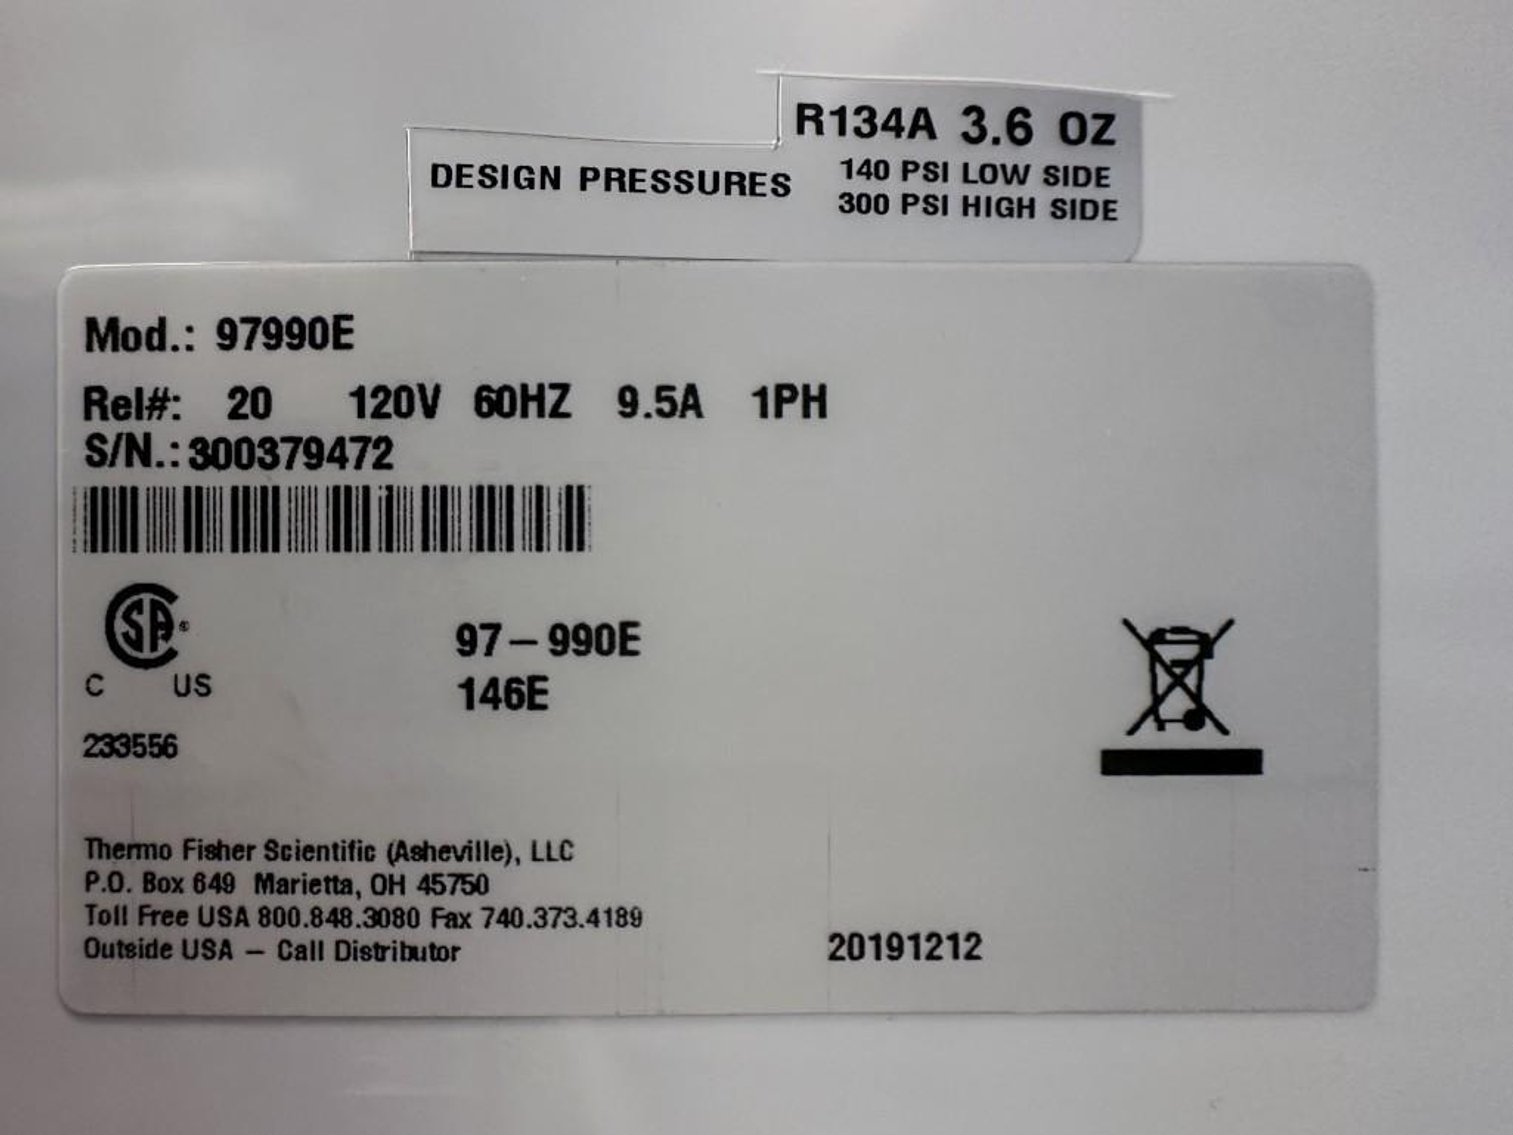 R134A 3.6 OZ
DESIGN PRESSURES 140 PSI LOW SIDE
300 PSI HIGH SIDE
Mod.: 97990E
Rel#: 20 120V 60HZ 9.5A 1PH
S/N.: 300379472
CSA®
C US
97-990E
146E
233556
Thermo Fisher Scientific (Asheville), LLC
P.O. Box 649 Marietta, OH 45750
Toll Free USA 800.848.3080 Fax 740.373.4189
Outside USA – Call Distributor
20191212